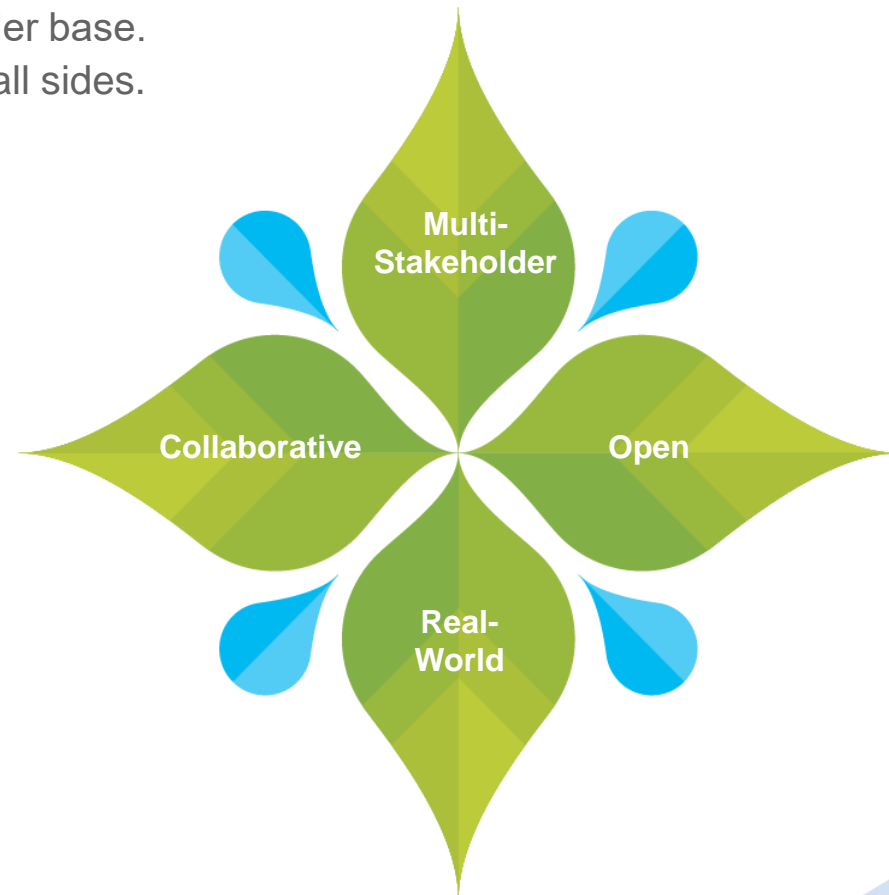 er base.
all sides.
Multi-
Stakeholder
Collaborative
Open
Real-
World